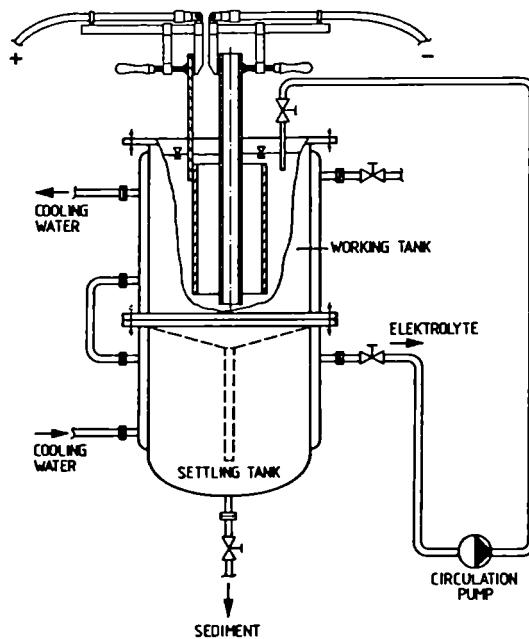 +
−
COOLING
WATER
WORKING TANK
ELEKTROLYTE
COOLING
WATER
SETTLING TANK
CIRCULATION
PUMP
SEDIMENT